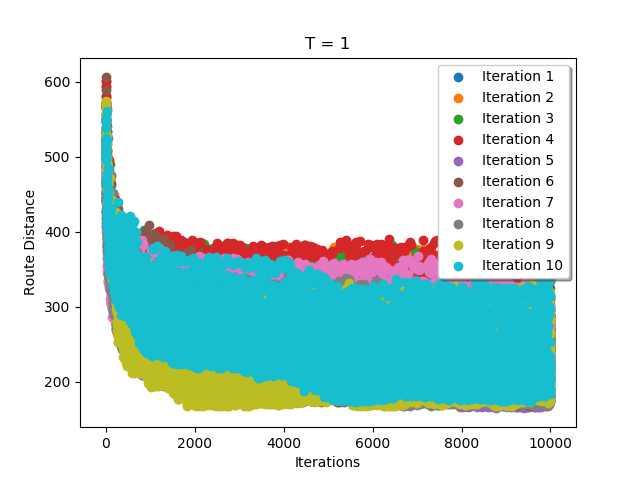 T = 1
600
500
400
300
200
Route Distance
0
2000
4000
6000
8000
10000
Iterations
Iteration 1
Iteration 2
Iteration 3
Iteration 4
Iteration 5
Iteration 6
Iteration 7
Iteration 8
Iteration 9
Iteration 10